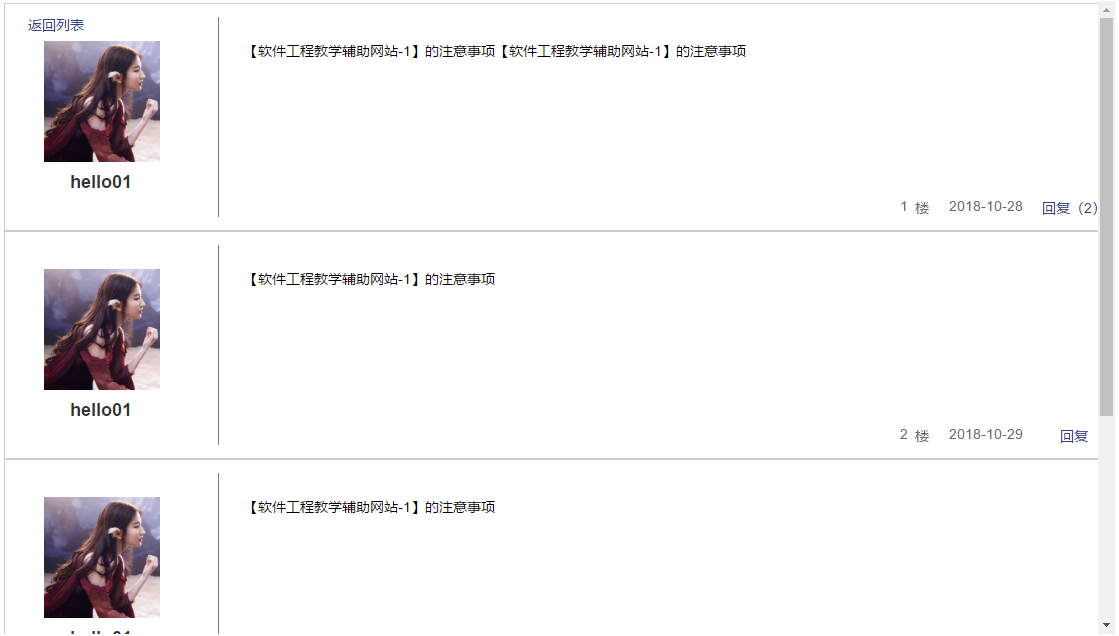 返回列表
【软件工程教学辅助网站-1】的注意事项【软件工程教学辅助网站-1】的注意事项
hello01
1 楼 2018-10-28 回复（2）
【软件工程教学辅助网站-1】的注意事项
hello01
2 楼 2018-10-29 回复
【软件工程教学辅助网站-1】的注意事项